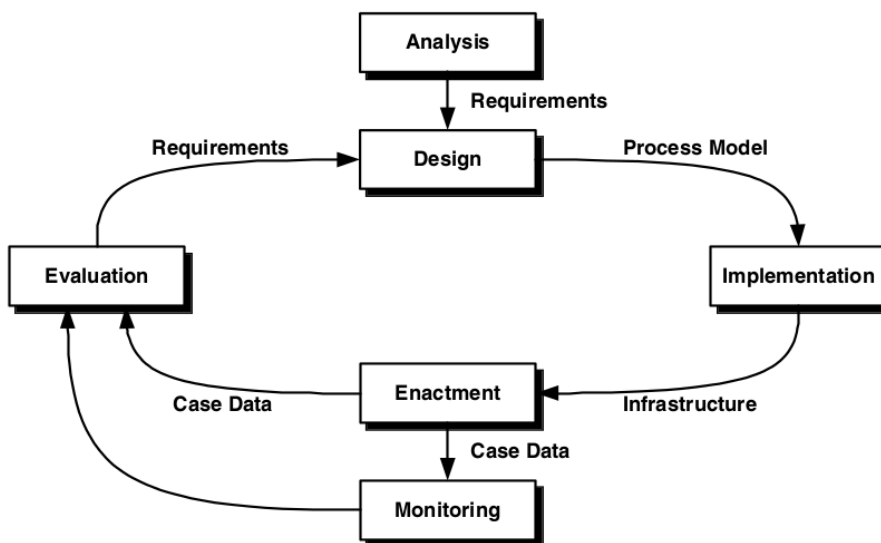 Analysis
Requirements
Requirements
Design
Process Model
Evaluation
Implementation
Enactment
Case Data
Infrastructure
Case Data
Monitoring